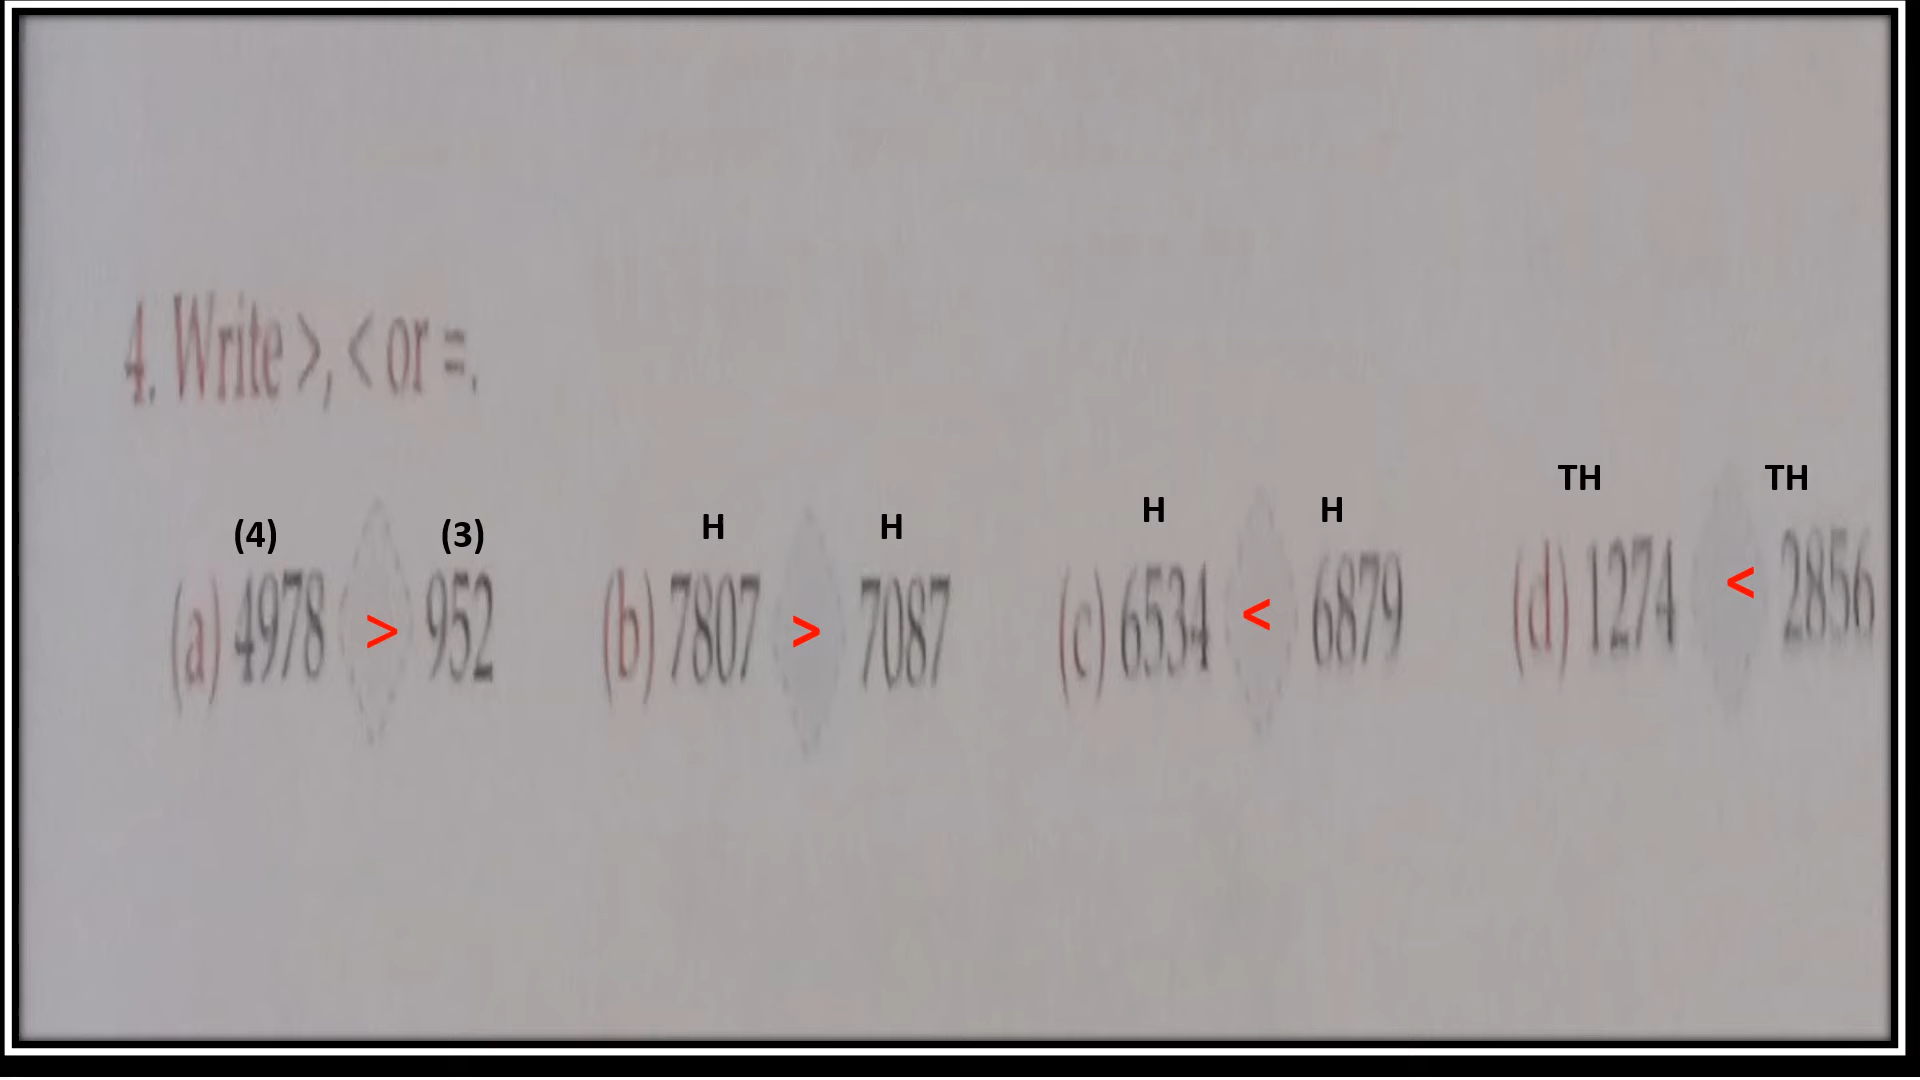 4. Write >, < or =.
(4) (3) H H H H TH TH
(a) 4978 > 952 (b) 7807 > 7087 (c) 6534 < 6879 (d) 1274 < 2856